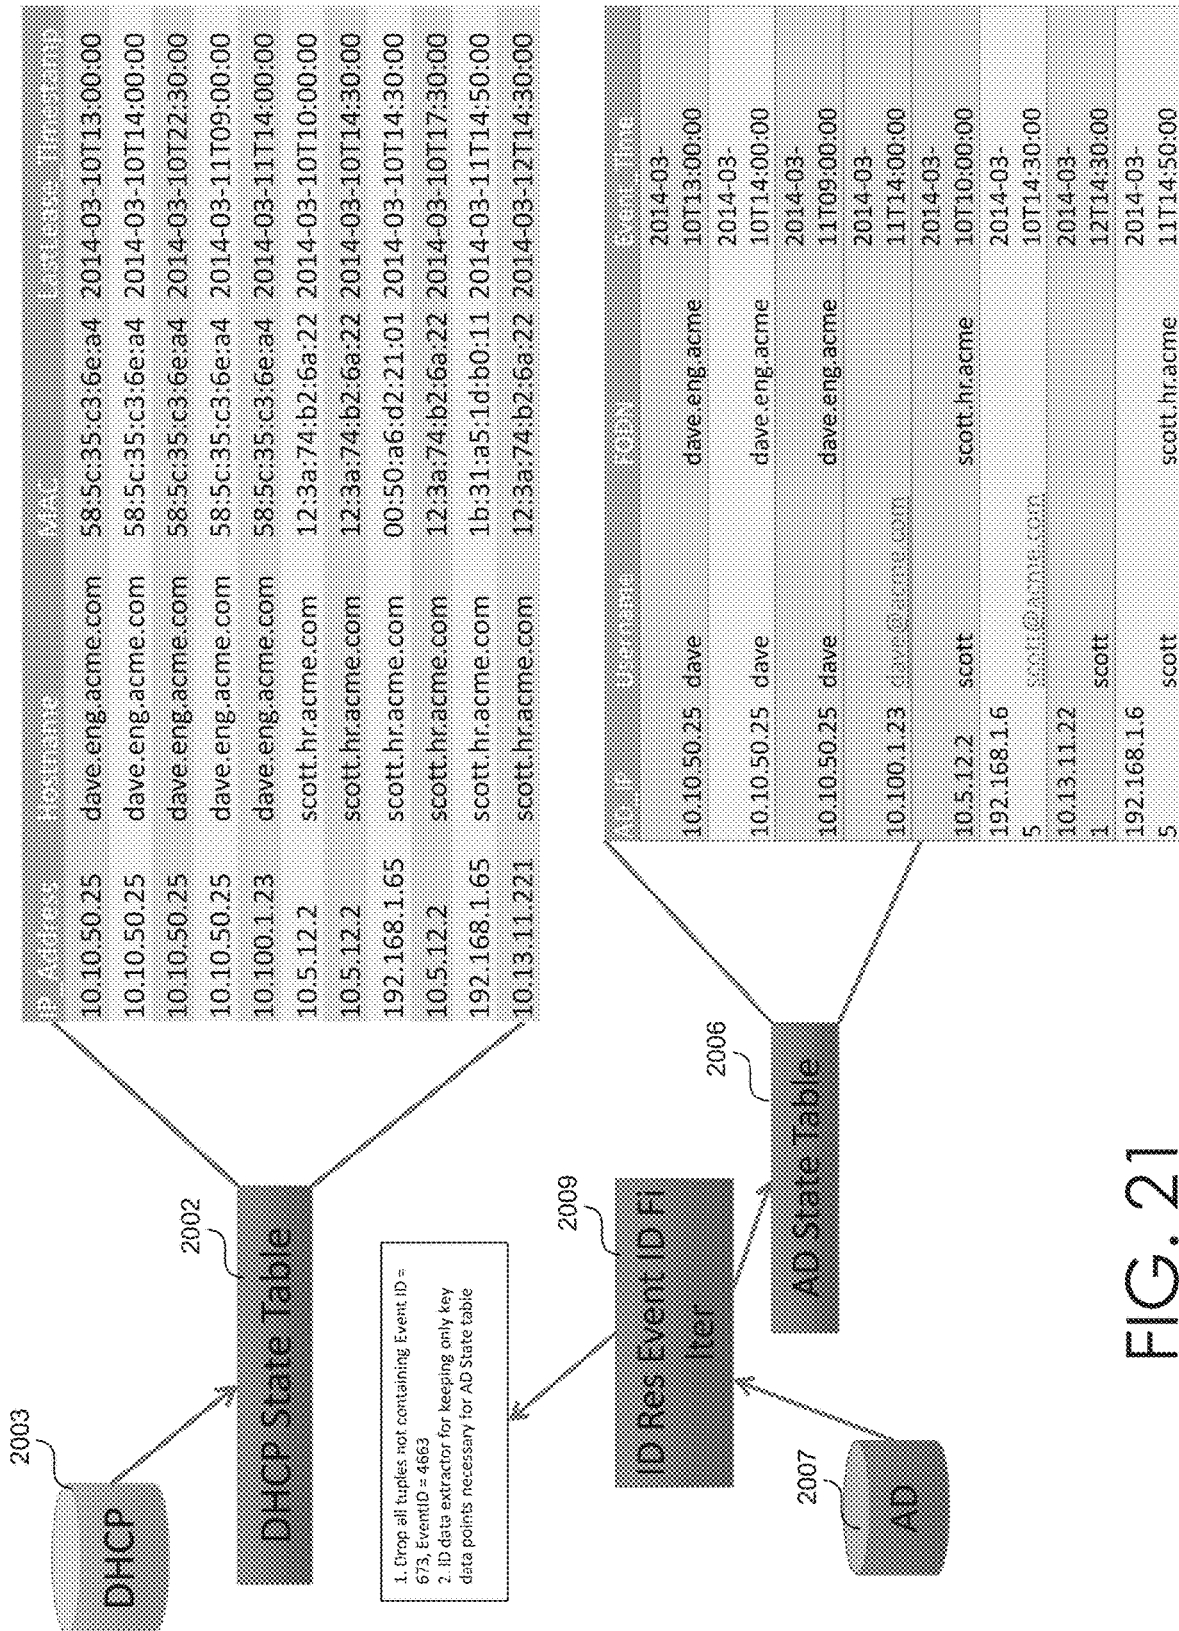 2003
DHCP
2002
DHCP State Table
IP Address Hostname MAC
10.10.50.25 dave.eng.acme.com 58:5c:35:c3:6e:a4 2014-03-10T13:00:00
10.10.50.25 dave.eng.acme.com 58:5c:35:c3:6e:a4 2014-03-10T14:00:00
10.10.50.25 dave.eng.acme.com 58:5c:35:c3:6e:a4 2014-03-10T22:30:00
10.10.50.25 dave.eng.acme.com 58:5c:35:c3:6e:a4 2014-03-11T09:00:00
10.100.1.23 dave.eng.acme.com 58:5c:35:c3:6e:a4 2014-03-11T14:00:00
10.5.12.2 scott.hr.acme.com 12:3a:74:b2:6a:22 2014-03-10T10:00:00
10.5.12.2 scott.hr.acme.com 12:3a:74:b2:6a:22 2014-03-10T14:30:00
192.168.1.65 scott.hr.acme.com 00:50:a6:d2:21:01 2014-03-10T14:30:00
10.5.12.2 scott.hr.acme.com 12:3a:74:b2:6a:22 2014-03-10T17:30:00
192.168.1.65 scott.hr.acme.com 1b:31:a5:1d:b0:11 2014-03-11T14:50:00
10.13.11.221 scott.hr.acme.com 12:3a:74:b2:6a:22 2014-03-12T14:30:00
1. Drop all tuples not containing Event ID =
673, EventID = 4663
2. ID data extractor for keeping only key
data points necessary for AD State table
2009
ID Res Event ID Fi
lter
2007
AD
2006
AD State Table
AD_IP Username FQDN
2014-03-
10.10.50.25 dave dave.eng.acme 10T13:00:00
2014-03-
10.10.50.25 dave dave.eng.acme 10T14:00:00
2014-03-
10.10.50.25 dave dave.eng.acme 11T09:00:00
2014-03-
10.100.1.23 dave@acme.com 11T14:00:00
2014-03-
10.5.12.2 scott scott.hr.acme 10T10:00:00
192.168.1.6 2014-03-
5 scott@acme.com 10T14:30:00
10.13.11.22 2014-03-
1 scott 12T14:30:00
192.168.16 2014-03-
5 scott scott.hr.acme 11T14:50:00
FIG. 21